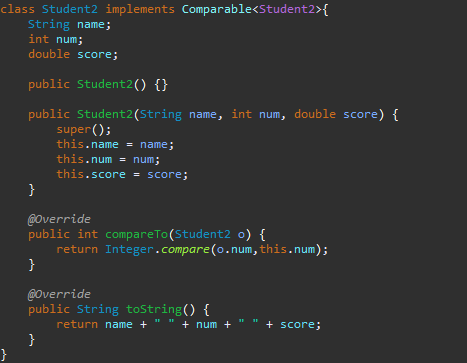 class Student2 implements Comparable<Student2>{
    String name;
    int num;
    double score;

    public Student2() {}

    public Student2(String name, int num, double score) {
        super();
        this.name = name;
        this.num = num;
        this.score = score;
    }

    @Override
    public int compareTo(Student2 o) {
        return Integer.compare(o.num,this.num);
    }

    @Override
    public String toString() {
        return name + " " + num + " " + score;
    }
}